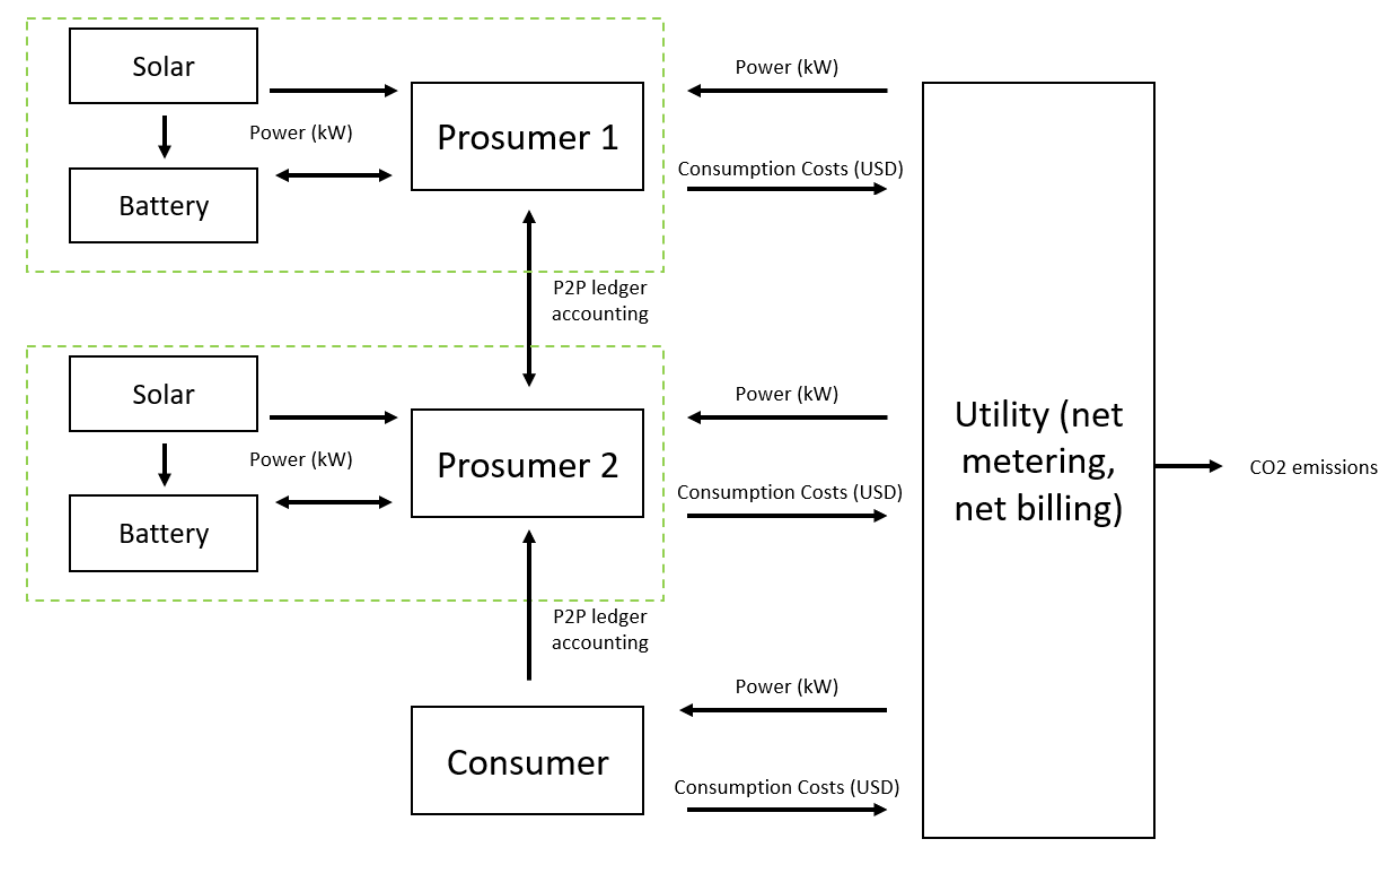 Solar
Power (kW)
Battery
Prosumer 1
Power (kW)
Consumption Costs (USD)
P2P ledger
accounting
Solar
Power (kW)
Battery
Prosumer 2
Power (kW)
Consumption Costs (USD)
P2P ledger
accounting
Consumer
Power (kW)
Consumption Costs (USD)
Utility (net
metering,
net billing)
CO2 emissions